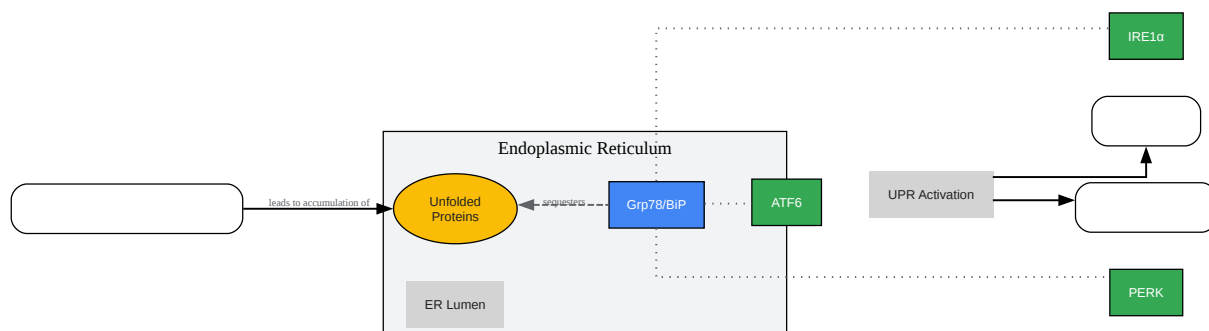 IRE1α
Endoplasmic Reticulum
leads to accumulation of
Unfolded
Proteins
sequesters
Grp78/BiP
ATF6
UPR Activation
ER Lumen
PERK